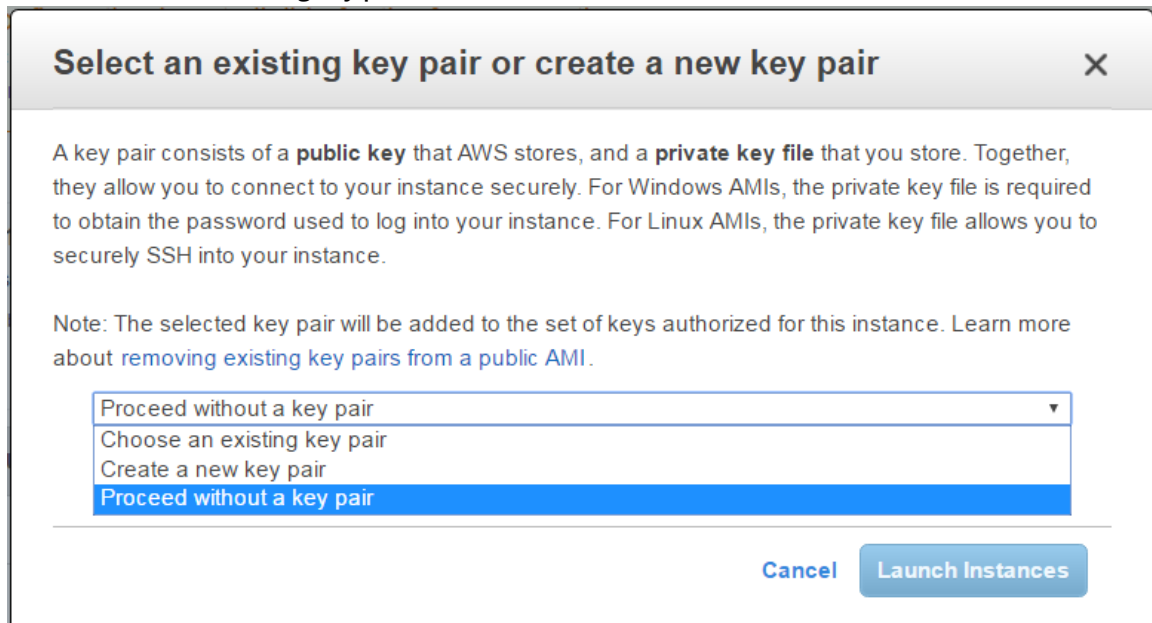 Select an existing key pair or create a new key pair
A key pair consists of a public key that AWS stores, and a private key file that you store. Together,
they allow you to connect to your instance securely. For Windows AMIs, the private key file is required
to obtain the password used to log into your instance. For Linux AMIs, the private key file allows you to
securely SSH into your instance.
Note: The selected key pair will be added to the set of keys authorized for this instance. Learn more
about removing existing key pairs from a public AMI.
Proceed without a key pair
Choose an existing key pair
Create a new key pair
Proceed without a key pair
Cancel Launch Instances